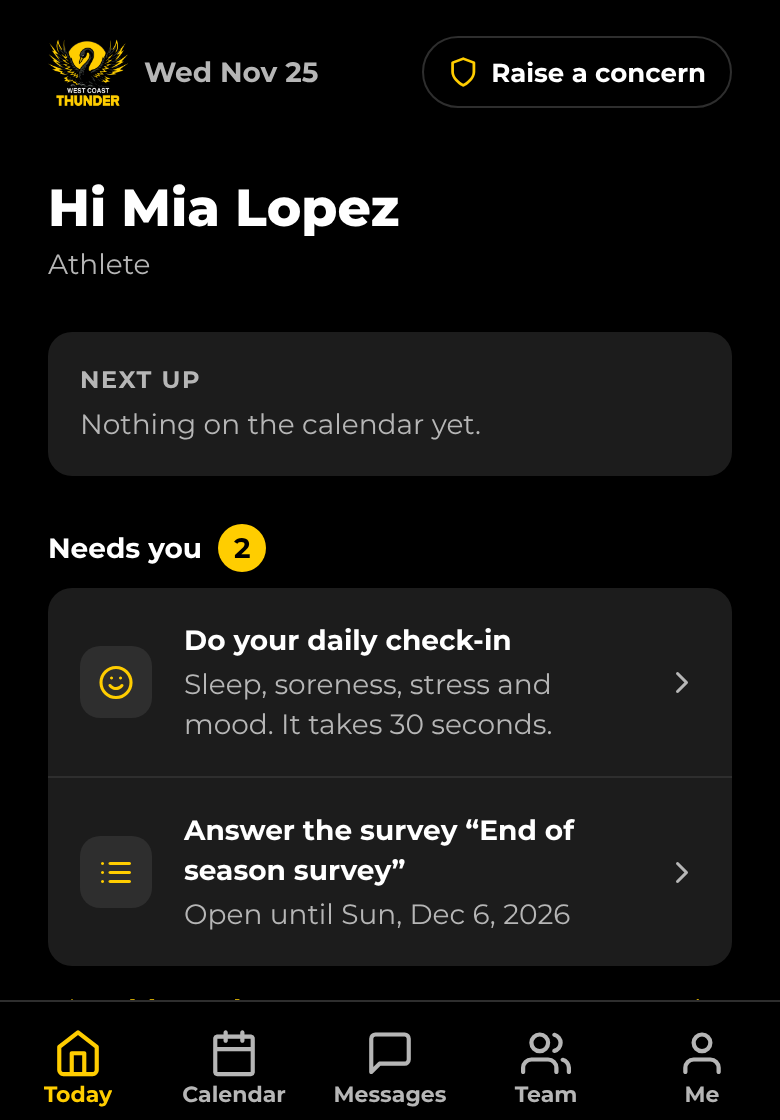 WEST COAST
THUNDER
Wed Nov 25
Raise a concern
Hi Mia Lopez
Athlete
NEXT UP
Nothing on the calendar yet.
Needs you 2
Do your daily check-in
Sleep, soreness, stress and
mood. It takes 30 seconds.
Answer the survey “End of
season survey”
Open until Sun, Dec 6, 2026
Today
Calendar
Messages
Team
Me